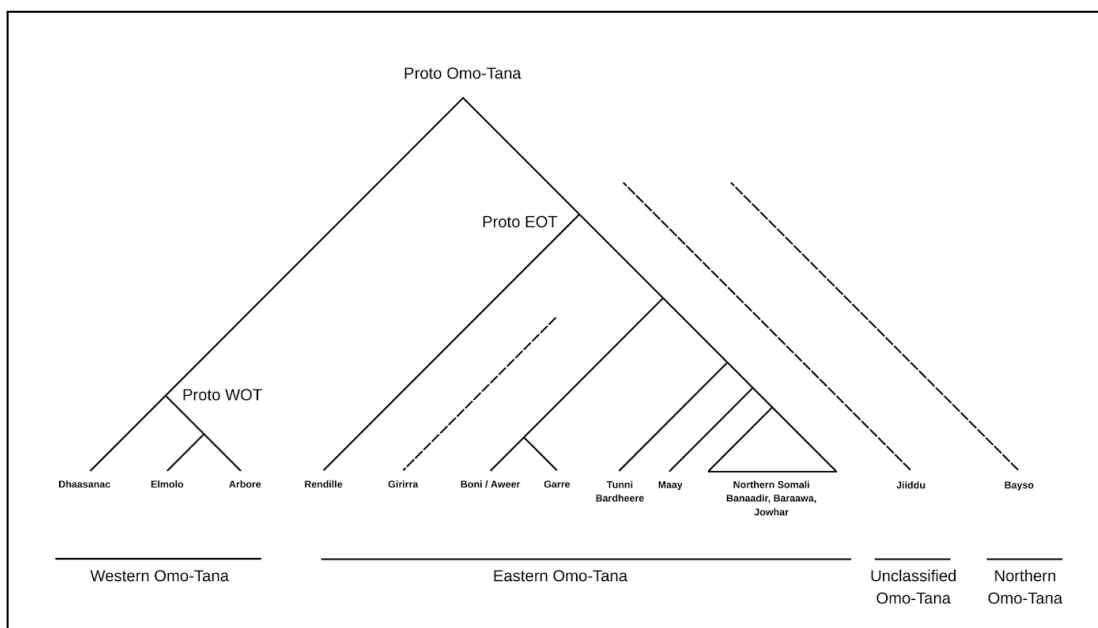 Proto Omo-Tana
Proto EOT
Proto WOT
Dhaasanac
Elmolo
Arbore
Rendille
Girirra
Boni / Aweer
Garre
Tunni
Bardheere
Maay
Northern Somali
Banaadir, Baraawa,
Jowhar
Jiiddu
Bayso
Western Omo-Tana
Eastern Omo-Tana
Unclassified
Omo-Tana
Northern
Omo-Tana